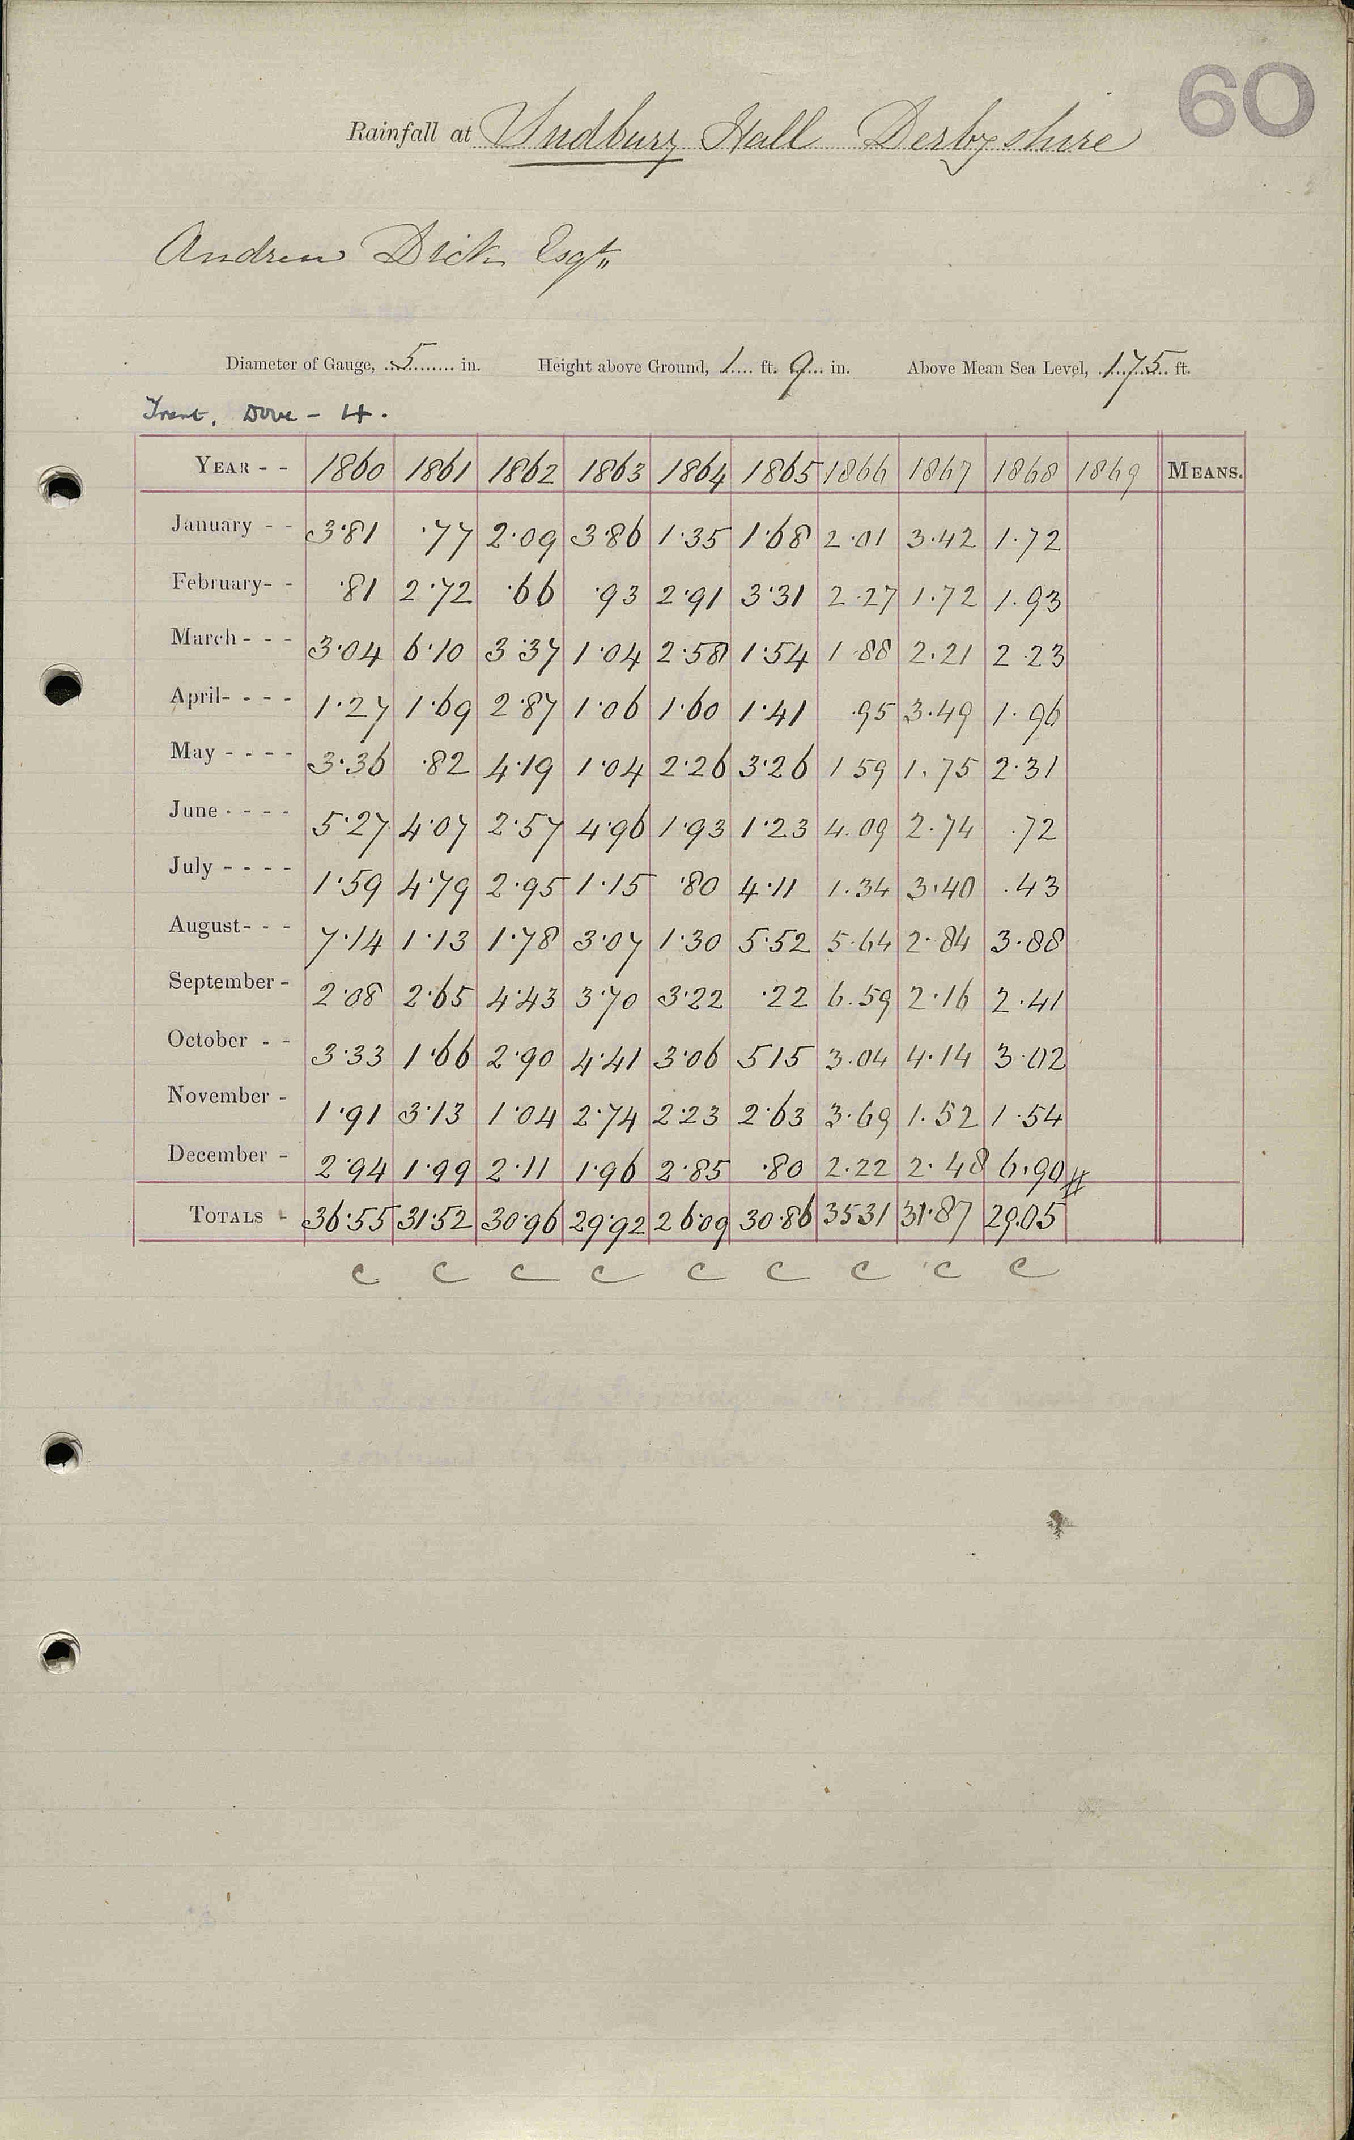 60
Rainfall at Sudbury Hall Derbyshire
Andrew Dick Esqre
Diameter of Gauge, 5 in. Height above Ground, 1 ft. 9 in. Above Mean Sea Level, 175 ft.
Trent. Dove - 4.
YEAR - - 1860 1861 1862 1863 1864 1865 1866 1867 1868 1869 MEANS.
January - - 3·81 ·77 2·09 3·86 1·35 1·68 2·01 3·42 1·72
February- - ·81 2·72 ·66 ·93 2·91 3·31 2·27 1·72 1·93
March - - - 3·04 6·10 3·37 1·04 2·58 1·54 1·88 2·21 2·23
April- - - - 1·27 1·69 2·87 1·06 1·60 1·41 ·95 3·49 1·96
May - - - - 3·36 ·82 4·19 1·04 2·26 3·26 1 59 1·75 2·31
June - - - - 5·27 4·07 2·57 4·96 1·93 1·23 4.09 2·74 ·72
July - - - - 1·59 4·79 2·95 1·15 ·80 4·11 1.34 3·40 ·43
August- - - 7·14 1·13 1·78 3·07 1·30 5·52 5·64 2·84 3·88
September - 2·08 2·65 4·43 3·70 3·22 ·22 6.59 2·16 2·41
October - - 3·33 1·66 2·90 4·41 3·06 515 3·04 4·14 3·02
November - 1·91 3·13 1·04 2·74 2·23 2·63 3·69 1.52 1·54
December - 2·94 1·99 2·11 1·96 2·85 ·80 2.22 2·48 6·90
TOTALS - 36·55 31·52 30·96 29·92 26·09 30·86 3531 31·87 29.05
C C C C C C C C C